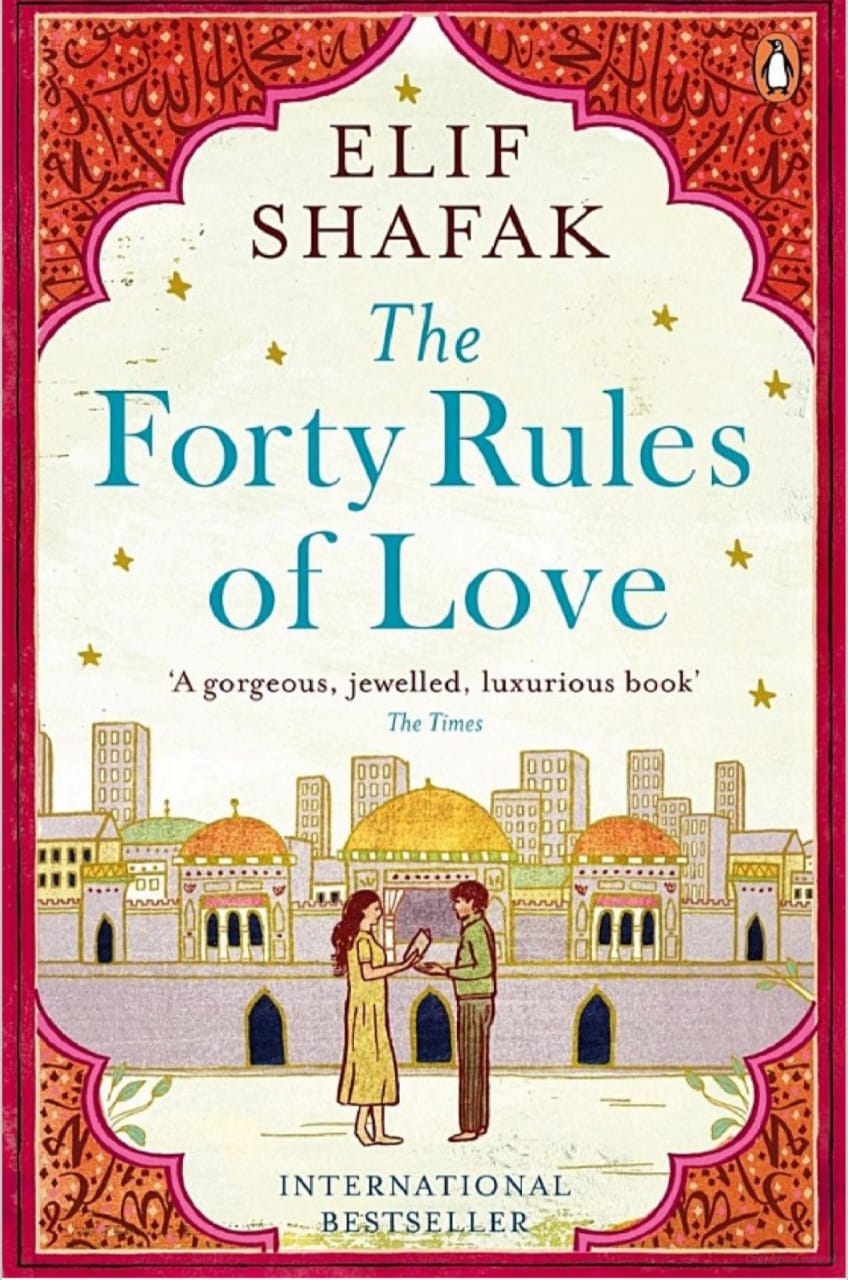 ELIF
SHAFAK
The
Forty Rules
of Love
‘A gorgeous, jewelled, luxurious book’
The Times
INTERNATIONAL
BESTSELLER